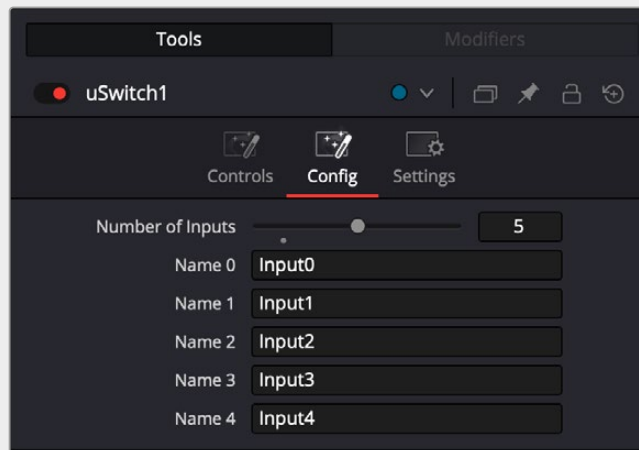 Tools Modifiers
uSwitch1
Controls Config Settings
Number of Inputs 5
Name 0 Input0
Name 1 Input1
Name 2 Input2
Name 3 Input3
Name 4 Input4